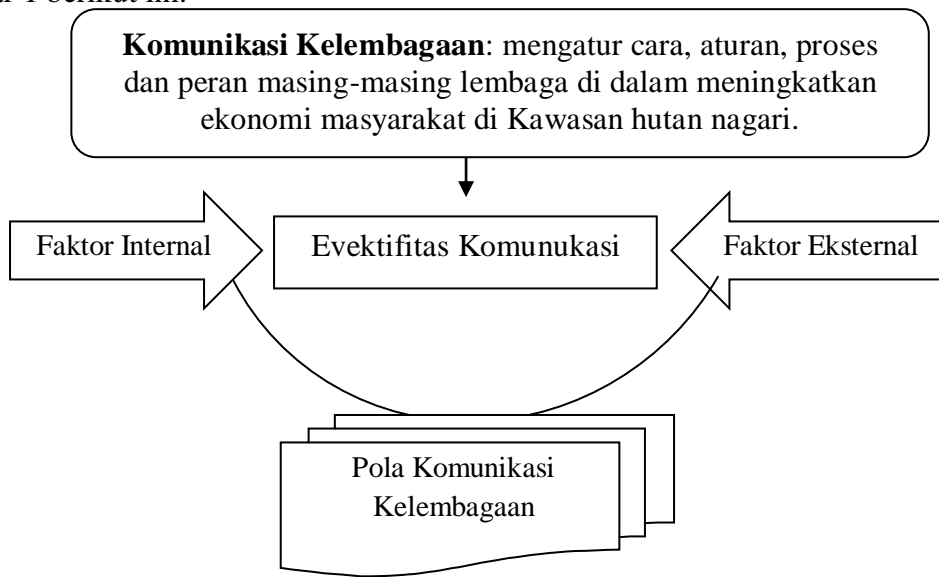 Komunikasi Kelembagaan: mengatur cara, aturan, proses
dan peran masing-masing lembaga di dalam meningkatkan
ekonomi masyarakat di Kawasan hutan nagari.
Faktor Internal
Evektifitas Komunukasi
Faktor Eksternal
Pola Komunikasi
Kelembagaan